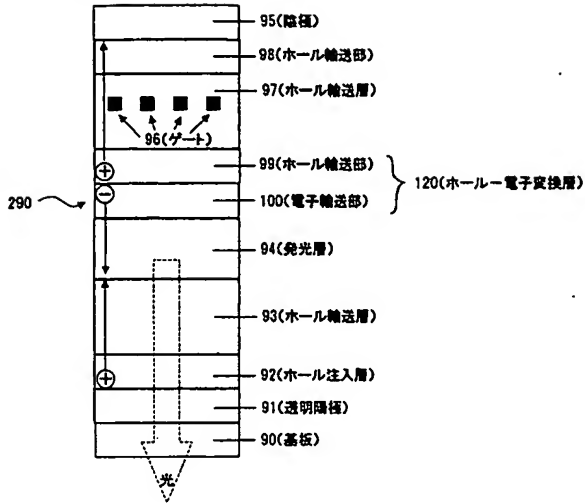 95(陰極)
98(ホール輸送部)
97(ホール輸送層)
96(ゲート)
99(ホール輸送部)
120(ホールー電子変換層)
290
100(電子輸送部)
94(発光層)
93(ホール輸送層)
92(ホール注入層)
91(透明陽極)
90(基板)
光